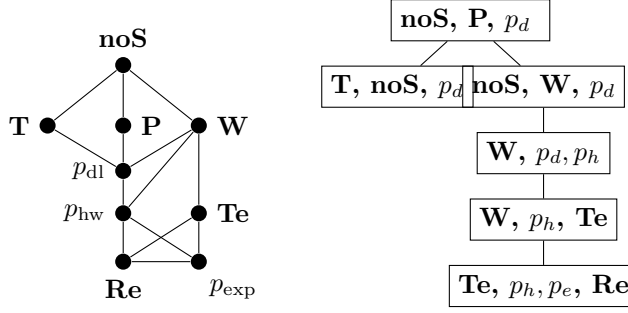 noS
T
P
W
p_dl
p_hw
Te
Re
p_exp
noS, P, p_d
T, noS, p_d
noS, W, p_d
W, p_d, p_h
W, p_h, Te
Te, p_h, p_e, Re